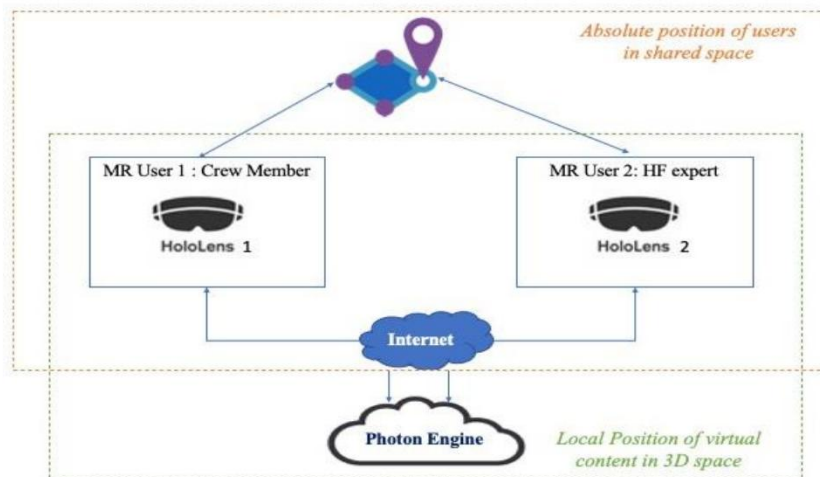 Absolute position of users
in shared space
MR User 1 : Crew Member
HoloLens 1
MR User 2: HF expert
HoloLens 2
Internet
Photon Engine
Local Position of virtual
content in 3D space